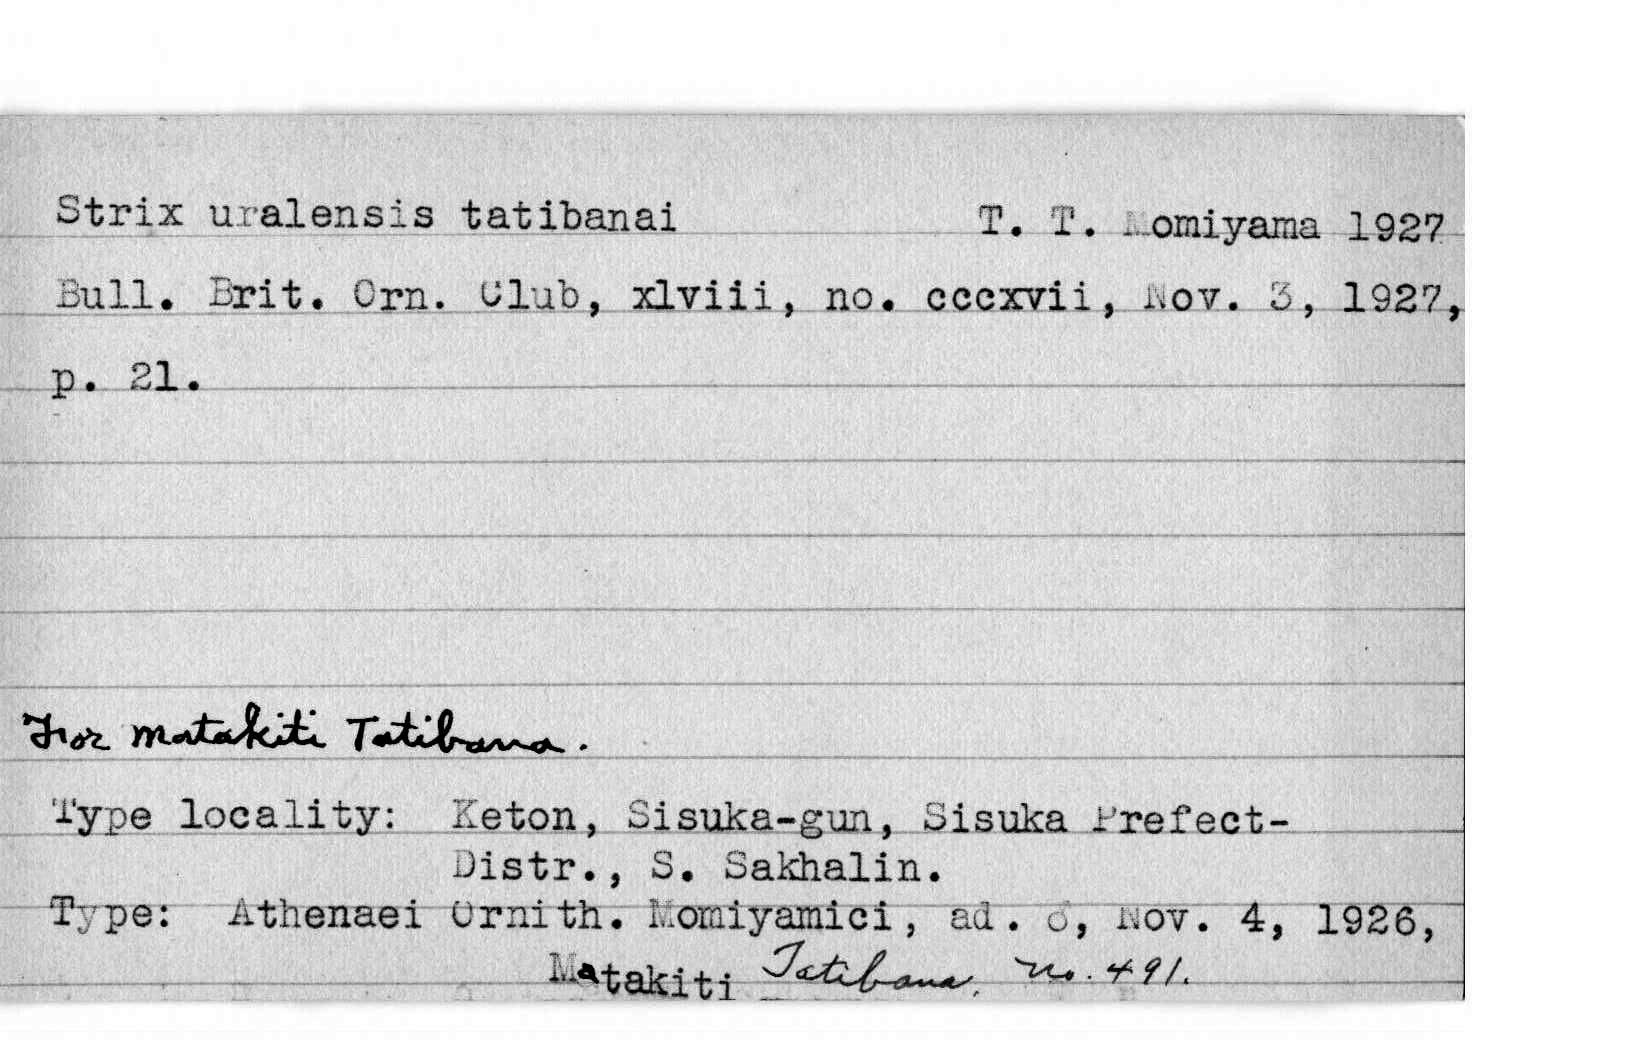 Strix uralensis tatibanai T. T. Momiyama 1927
Bull. Brit. Orn. Club, xlviii, no. cccxvii, Nov. 3, 1927,
p. 21.
For Matakiti Tatibana.
Type locality: Keton, Sisuka-gun, Sisuka Prefect-
Distr., S. Sakhalin.
Type: Athenaei Ornith. Momiyamici, ad. ♂, Nov. 4, 1926,
Matakiti Tatibana. No. 491.